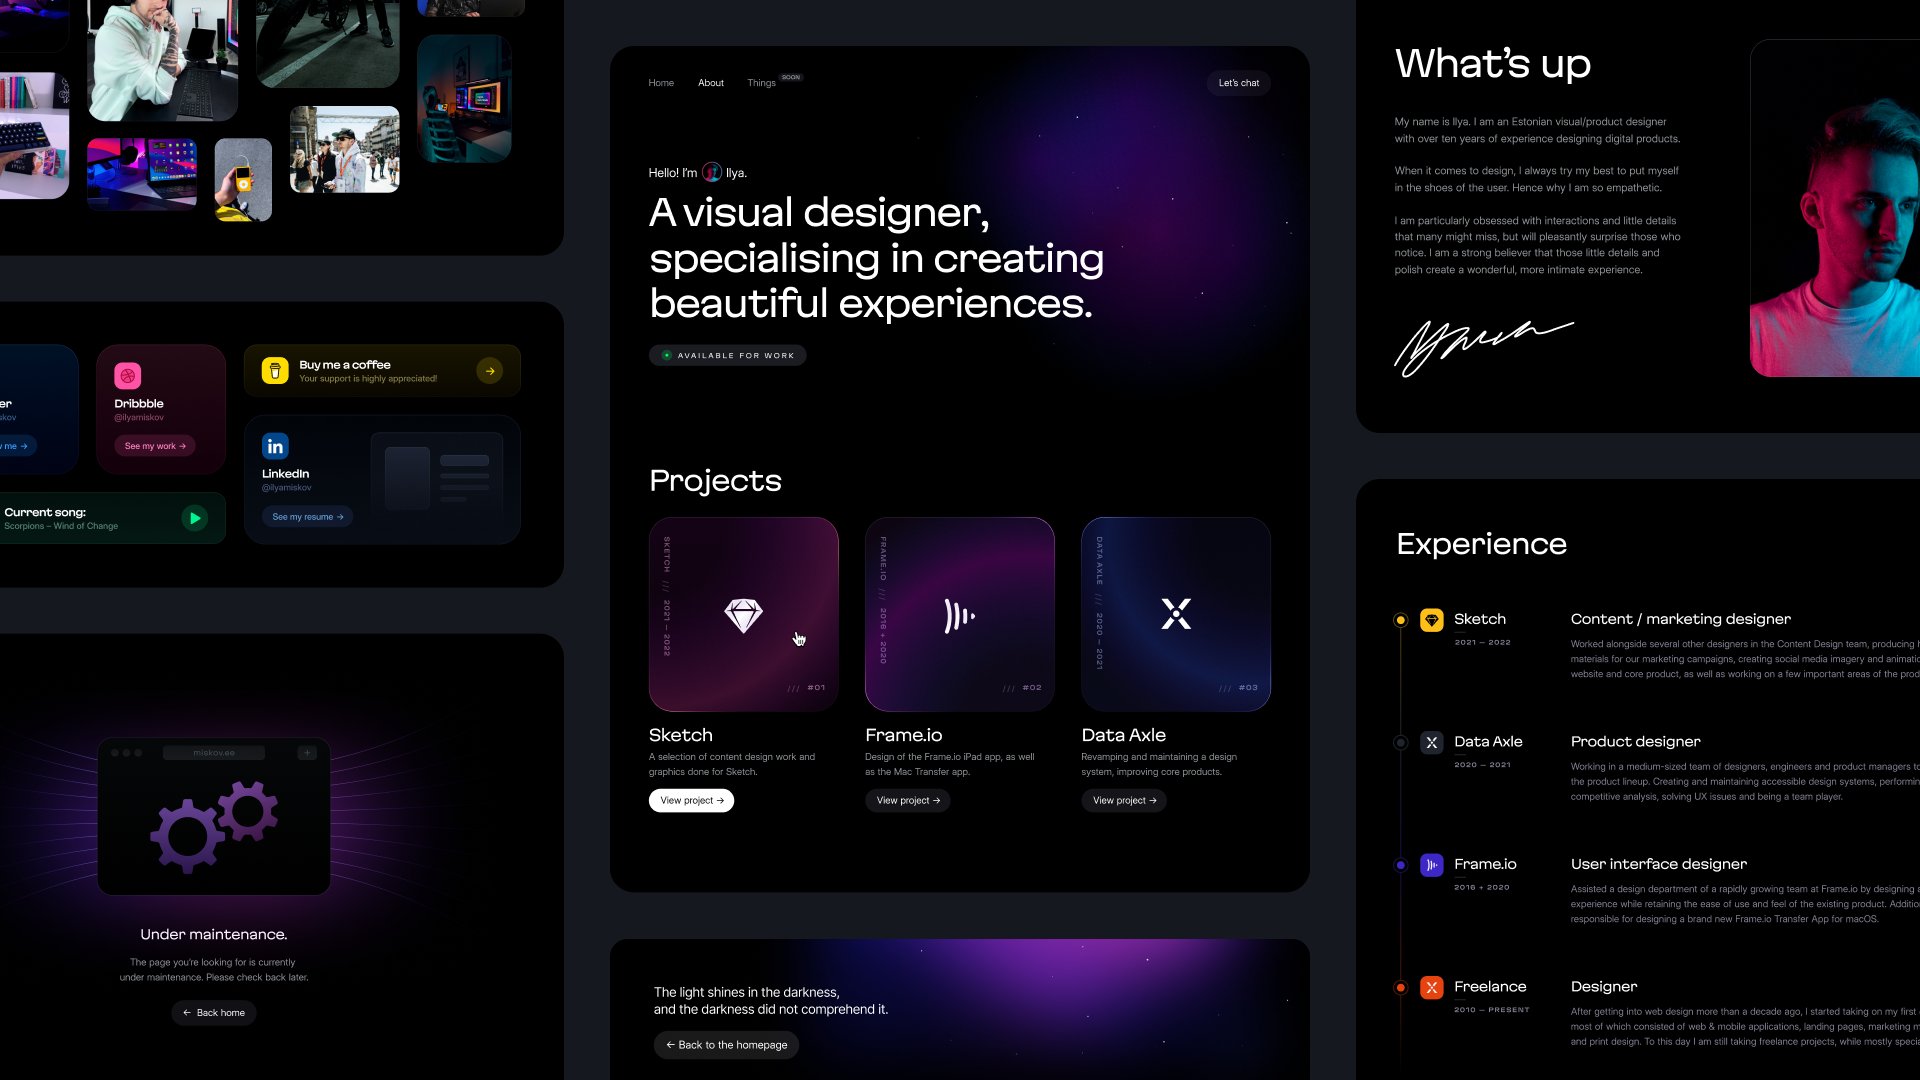 Home
About
Things
SOON
Let's chat
Hello! I'm Ilya.
A visual designer,
specialising in creating
beautiful experiences.
AVAILABLE FOR WORK
Projects
SKETCH /// 2021 — 2022
/// #01
FRAME.IO /// 2016 + 2020
/// #02
DATA AXLE /// 2020 — 2021
/// #03
Sketch
A selection of content design work and
graphics done for Sketch.
View project →
Frame.io
Design of the Frame.io iPad app, as well
as the Mac Transfer app.
View project →
Data Axle
Revamping and maintaining a design
system, improving core products.
View project →
The light shines in the darkness,
and the darkness did not comprehend it.
← Back to the homepage
er
skov
w me →
Dribbble
@ilyamiskov
See my work →
Buy me a coffee
Your support is highly appreciated!
in
LinkedIn
@ilyamiskov
See my resume →
Current song:
Scorpions – Wind of Change
miskov.ee
Under maintenance.
The page you're looking for is currently
under maintenance. Please check back later.
← Back home
What's up
My name is Ilya. I am an Estonian visual/product designer
with over ten years of experience designing digital products.
When it comes to design, I always try my best to put myself
in the shoes of the user. Hence why I am so empathetic.
I am particularly obsessed with interactions and little details
that many might miss, but will pleasantly surprise those who
notice. I am a strong believer that those little details and
polish create a wonderful, more intimate experience.
Experience
Sketch
2021 — 2022
Content / marketing designer
Worked alongside several other designers in the Content Design team, producing
materials for our marketing campaigns, creating social media imagery and animatio
website and core product, as well as working on a few important areas of the prod
Data Axle
2020 — 2021
Product designer
Working in a medium-sized team of designers, engineers and product managers to
the product lineup. Creating and maintaining accessible design systems, performin
competitive analysis, solving UX issues and being a team player.
Frame.io
2016 + 2020
User interface designer
Assisted a design department of a rapidly growing team at Frame.io by designing a
experience while retaining the ease of use and feel of the existing product. Addition
responsible for designing a brand new Frame.io Transfer App for macOS.
Freelance
2010 — PRESENT
Designer
After getting into web design more than a decade ago, I started taking on my first
most of which consisted of web & mobile applications, landing pages, marketing m
and print design. To this day I am still taking freelance projects, while mostly specia